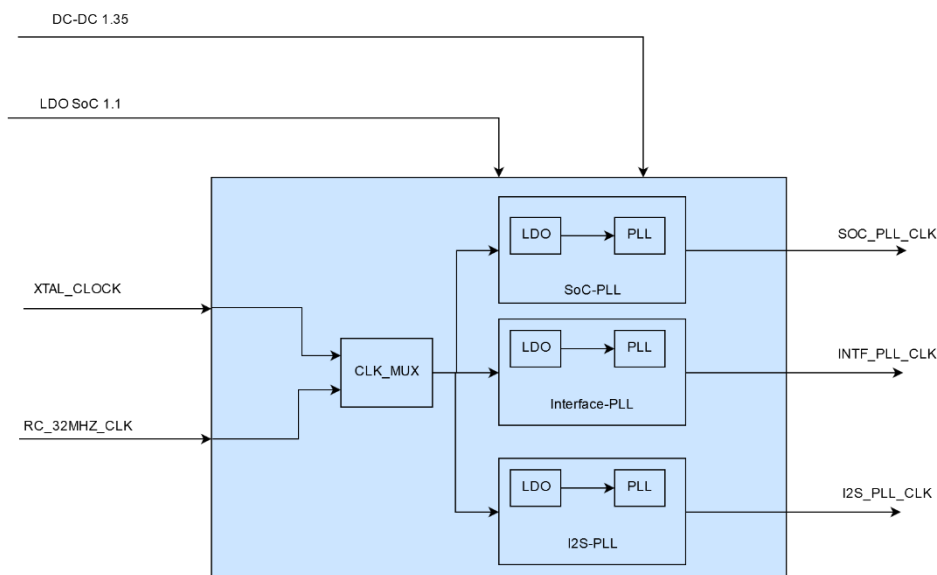 DC-DC 1.35
LDO SoC 1.1
LDO
PLL
SOC_PLL_CLK
SoC-PLL
XTAL_CLOCK
LDO
PLL
INTF_PLL_CLK
CLK_MUX
Interface-PLL
RC_32MHZ_CLK
LDO
PLL
I2S_PLL_CLK
I2S-PLL